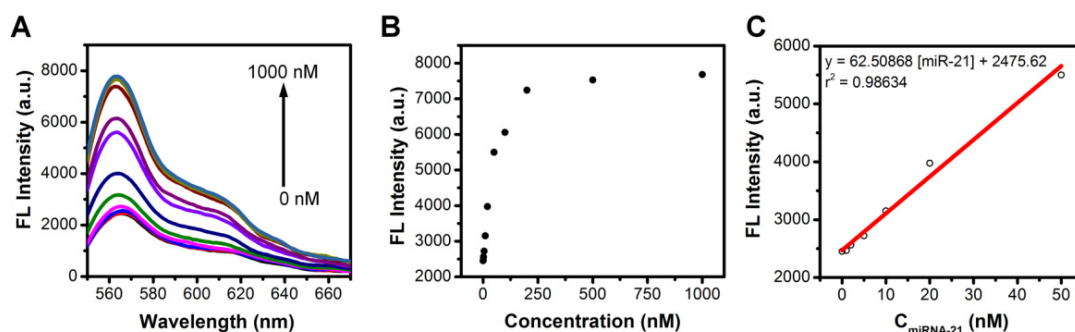 A
FL Intensity (a.u.)
8000
6000
4000
2000
0
1000 nM
0 nM
560 580 600 620 640 660
Wavelength (nm)
B
FL Intensity (a.u.)
8000
7000
6000
5000
4000
3000
2000
0 250 500 750 1000
Concentration (nM)
C
FL Intensity (a.u.)
6000
5000
4000
3000
2000
y = 62.50868 [miR-21] + 2475.62
r² = 0.98634
0 10 20 30 40 50
C miRNA-21 (nM)